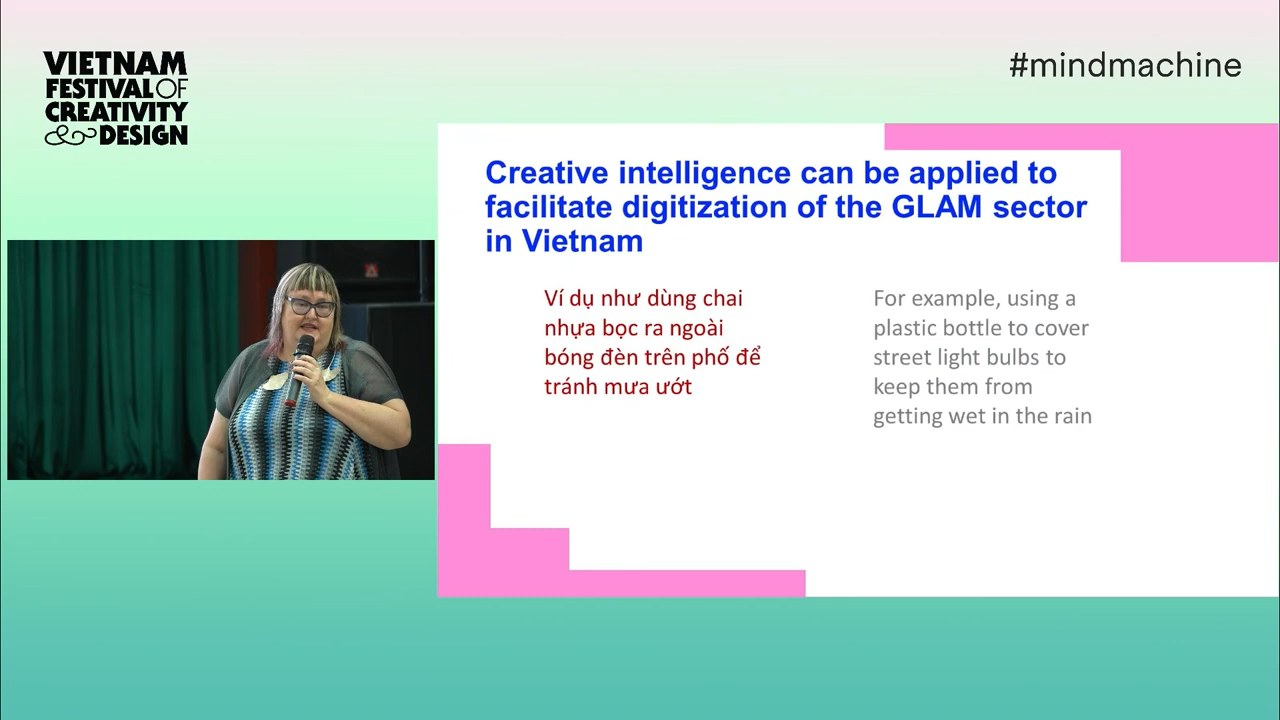 VIETNAM
FESTIVAL OF
CREATIVITY
& DESIGN
#mindmachine
Creative intelligence can be applied to
facilitate digitization of the GLAM sector
in Vietnam
Ví dụ như dùng chai
nhựa bọc ra ngoài
bóng đèn trên phố để
tránh mưa ướt
For example, using a
plastic bottle to cover
street light bulbs to
keep them from
getting wet in the rain